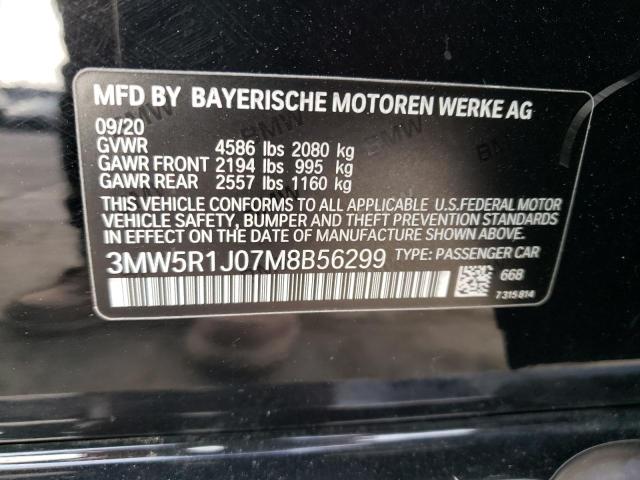 MFD BY BAYERISCHE MOTOREN WERKE AG
09/20
GVWR 4586 lbs 2080 kg
GAWR FRONT 2194 lbs 995 kg
GAWR REAR 2557 lbs 1160 kg
THIS VEHICLE CONFORMS TO ALL APPLICABLE U.S.FEDERAL MOTOR
VEHICLE SAFETY, BUMPER AND THEFT PREVENTION STANDARDS
IN EFFECT ON THE DATE OF MANUFACTURE SHOWN ABOVE.
3MW5R1J07M8B56299 TYPE: PASSENGER CAR
668
7 315 814
BMW
BMW
BMW